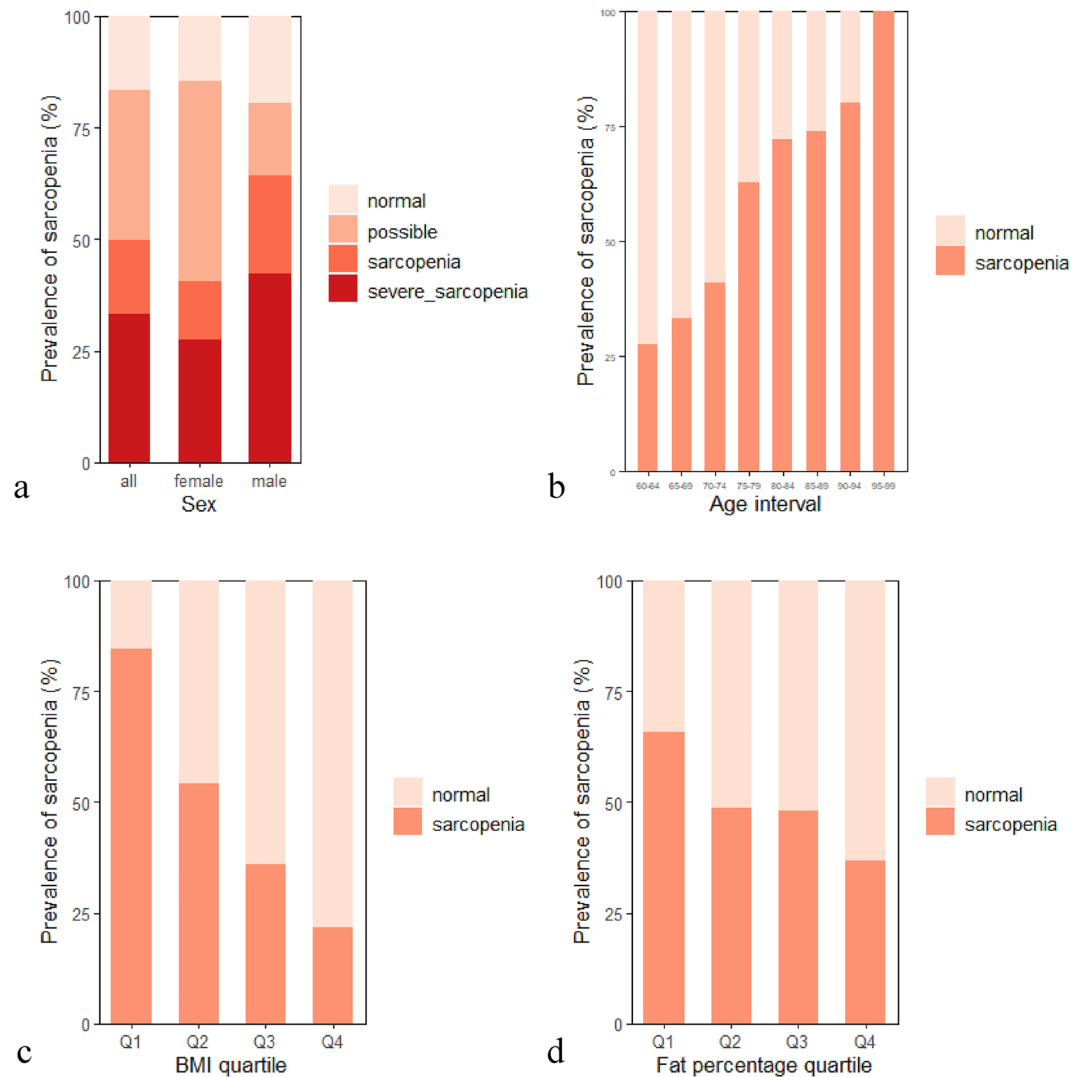 Prevalence of sarcopenia (%)
100
75
50
25
0
all female male
Sex
normal
possible
sarcopenia
severe_sarcopenia
a
Prevalence of sarcopenia (%)
100
75
50
25
0
60-64 65-69 70-74 75-79 80-84 85-89 90-94 95-99
Age interval
normal
sarcopenia
b
Prevalence of sarcopenia (%)
100
75
50
25
0
Q1 Q2 Q3 Q4
BMI quartile
normal
sarcopenia
c
Prevalence of sarcopenia (%)
100
75
50
25
0
Q1 Q2 Q3 Q4
Fat percentage quartile
normal
sarcopenia
d